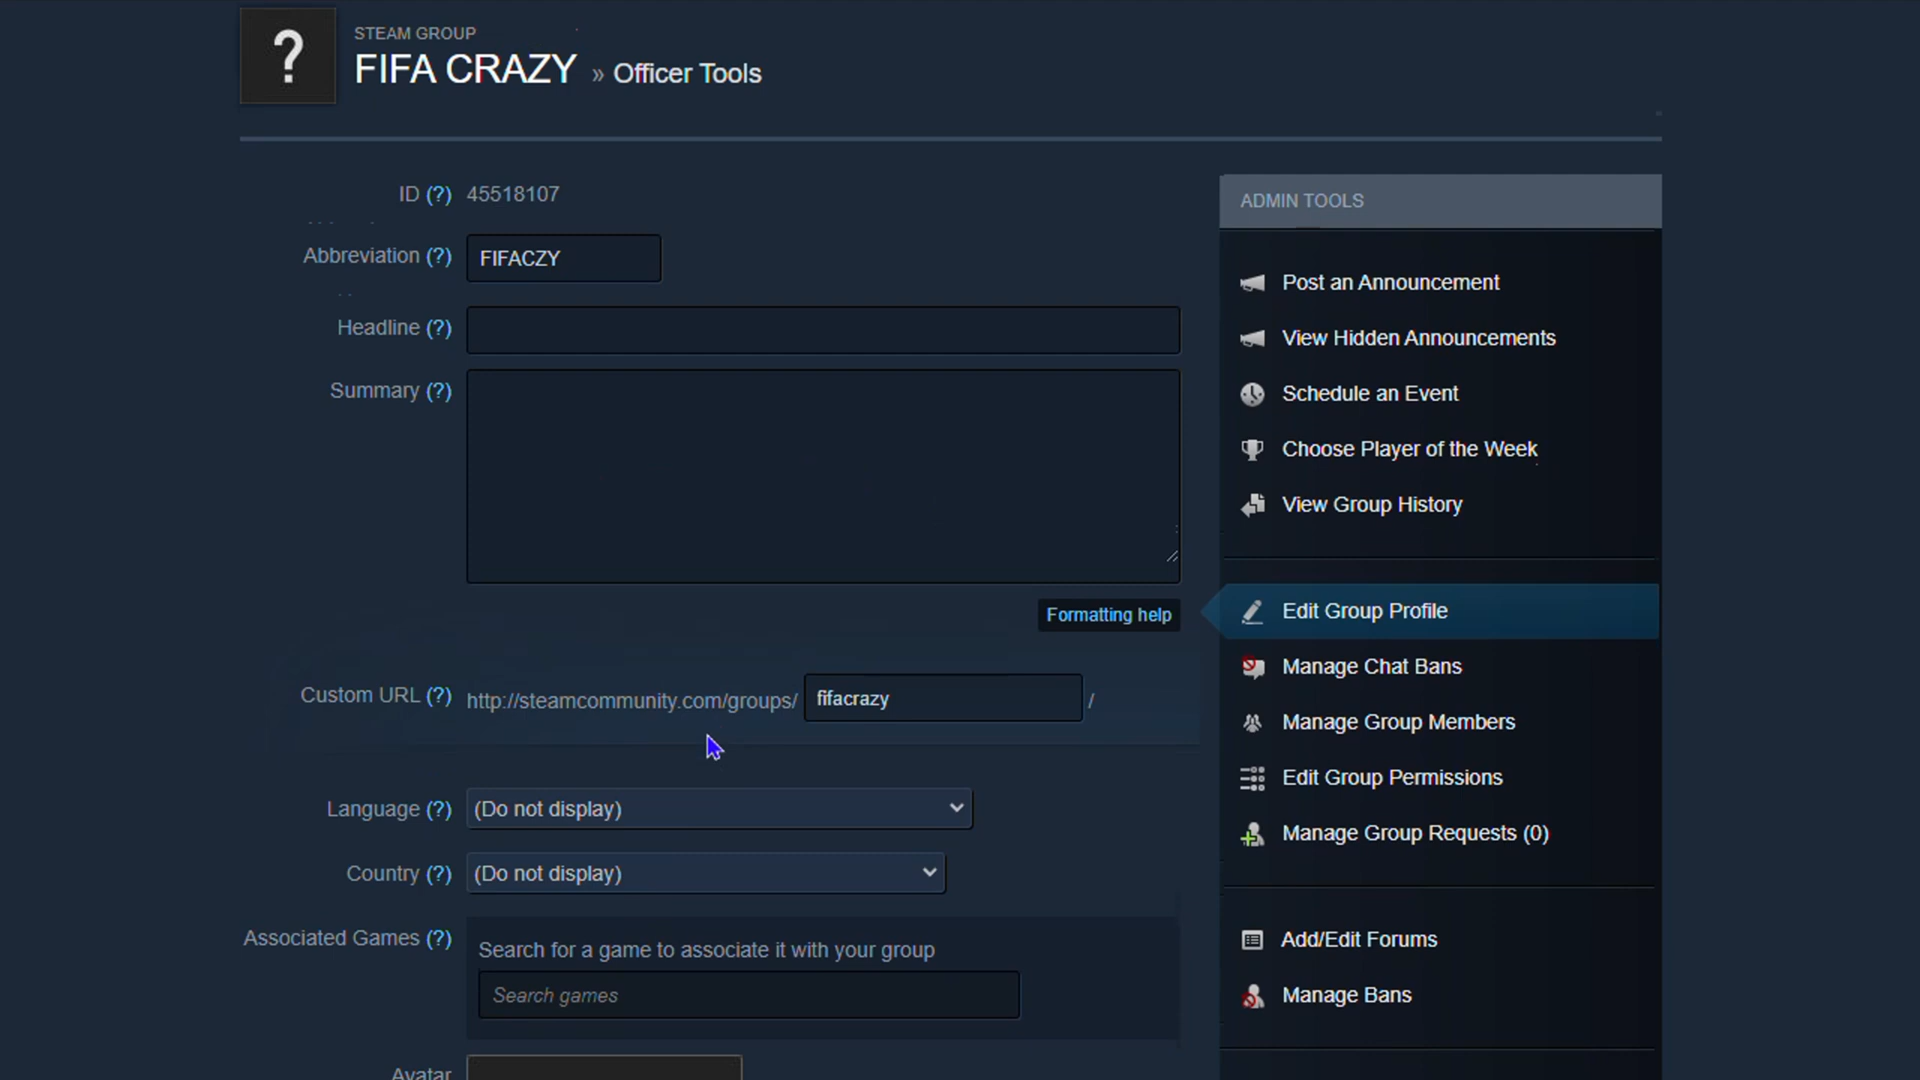 ?
STEAM GROUP
FIFA CRAZY » Officer Tools
ID (?) 45518107
Abbreviation (?) FIFACZY
Headline (?)
Summary (?)
Formatting help
Custom URL (?) http://steamcommunity.com/groups/ fifacrazy /
Language (?) (Do not display)
Country (?) (Do not display)
Associated Games (?) Search for a game to associate it with your group
Search games
Avatar
ADMIN TOOLS
Post an Announcement
View Hidden Announcements
Schedule an Event
Choose Player of the Week
View Group History
Edit Group Profile
Manage Chat Bans
Manage Group Members
Edit Group Permissions
Manage Group Requests (0)
Add/Edit Forums
Manage Bans